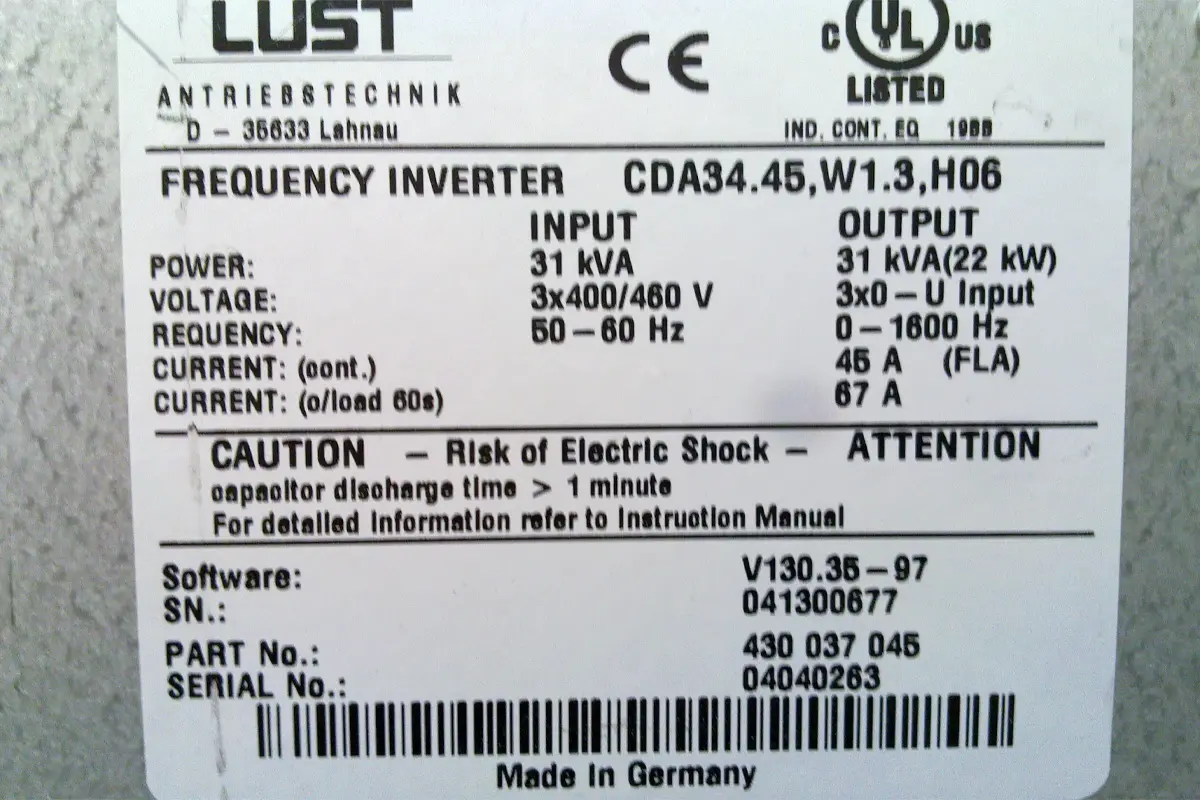 LUST
ANTRIEBSTECHNIK
D – 35633 Lahnau
CE
C UL US
LISTED
IND. CONT. EQ 19BB
FREQUENCY INVERTER CDA34.45,W1.3,H06
INPUT OUTPUT
POWER: 31 kVA 31 kVA(22 kW)
VOLTAGE: 3x400/460 V 3x0 – U Input
REQUENCY: 50 – 60 Hz 0 – 1600 Hz
CURRENT: (cont.) 45 A (FLA)
CURRENT: (o/load 60s) 67 A
CAUTION – Risk of Electric Shock – ATTENTION
capacitor discharge time > 1 minute
For detailed Information refer to Instruction Manual
Software: V130.35 – 97
SN.: 041300677
PART No.: 430 037 045
SERIAL No.: 04040263
Made In Germany